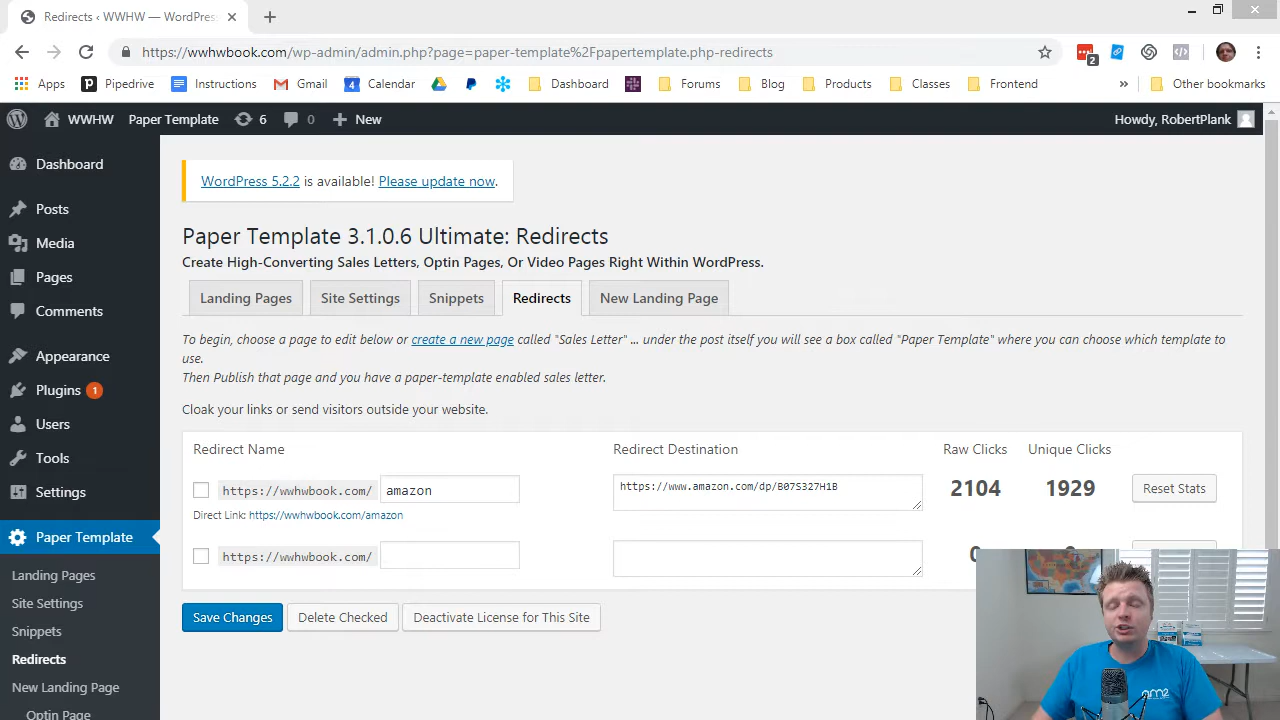 Redirects ‹ WWHW — WordPress
https://wwhwbook.com/wp-admin/admin.php?page=paper-template%2Fpapertemplate.php-redirects
2
Apps
Pipedrive
Instructions
Gmail
4
Calendar
Dashboard
Forums
Blog
Products
Classes
Frontend
»
Other bookmarks
WWHW
Paper Template
6
0
New
Howdy, RobertPlank
Dashboard
Posts
Media
Pages
Comments
Appearance
Plugins 1
Users
Tools
Settings
Paper Template
Landing Pages
Site Settings
Snippets
Redirects
New Landing Page
Optin Page
WordPress 5.2.2 is available! Please update now.
Paper Template 3.1.0.6 Ultimate: Redirects
Create High-Converting Sales Letters, Optin Pages, Or Video Pages Right Within WordPress.
Landing Pages
Site Settings
Snippets
Redirects
New Landing Page
To begin, choose a page to edit below or create a new page called "Sales Letter" ... under the post itself you will see a box called "Paper Template" where you can choose which template to
use.
Then Publish that page and you have a paper-template enabled sales letter.
Cloak your links or send visitors outside your website.
Redirect Name
Redirect Destination
Raw Clicks
Unique Clicks
https://wwhwbook.com/ amazon
https://www.amazon.com/dp/B07S327H1B
2104
1929
Reset Stats
Direct Link: https://wwhwbook.com/amazon
https://wwhwbook.com/
Save Changes
Delete Checked
Deactivate License for This Site